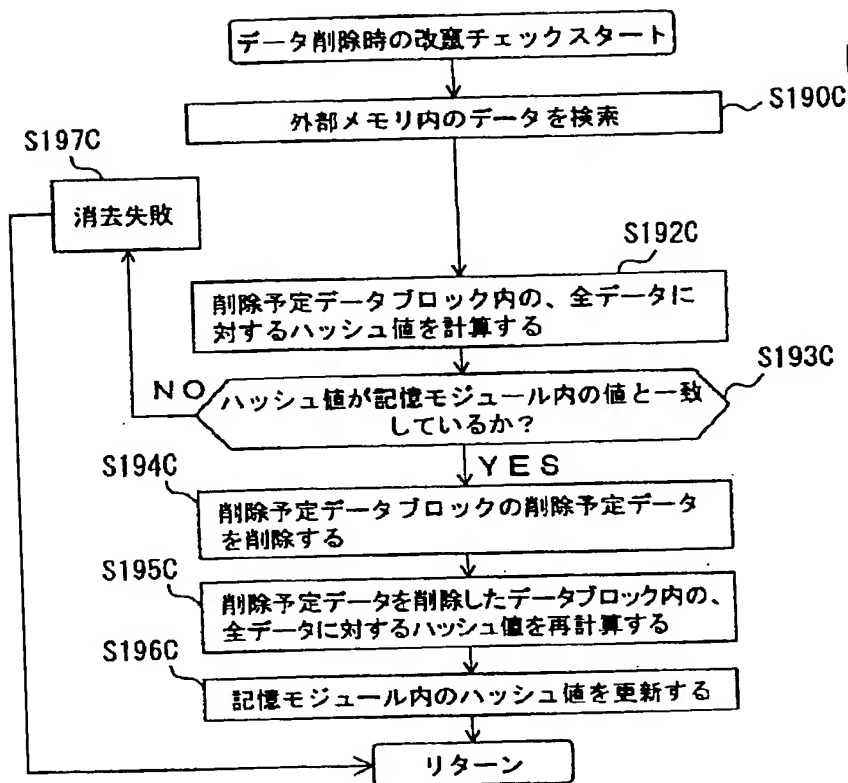 データ削除時の改竄チェックスタート
S190C
外部メモリ内のデータを検索
S197C
消去失敗
S192C
削除予定データブロック内の、全データに
対するハッシュ値を計算する
S193C
NO
ハッシュ値が記憶モジュール内の値と一致
しているか？
YES
S194C
削除予定データブロックの削除予定データ
を削除する
S195C
削除予定データを削除したデータブロック内の、
全データに対するハッシュ値を再計算する
S196C
記憶モジュール内のハッシュ値を更新する
リターン